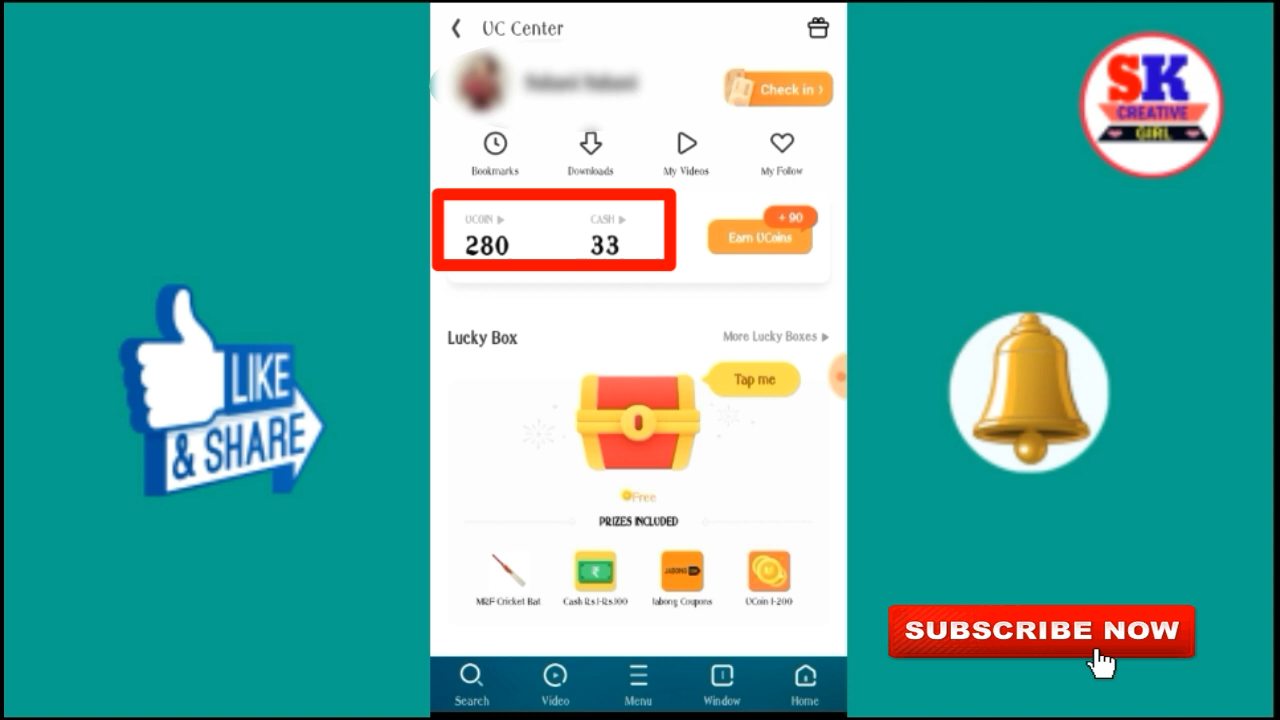 UC Center
Check in
Bookmarks
Downloads
My Videos
My Follow
UCOIN
CASH
280
33
+90
Earn UCoins
Lucky Box
More Lucky Boxes
Tap me
Free
PRIZES INCLUDED
MRF Cricket Bat
Cash Rs.1-Rs.100
Jabong Coupons
UCoin 1-200
Search
Video
Menu
Window
Home
LIKE
& SHARE
SK
CREATIVE
GIRL
SUBSCRIBE NOW